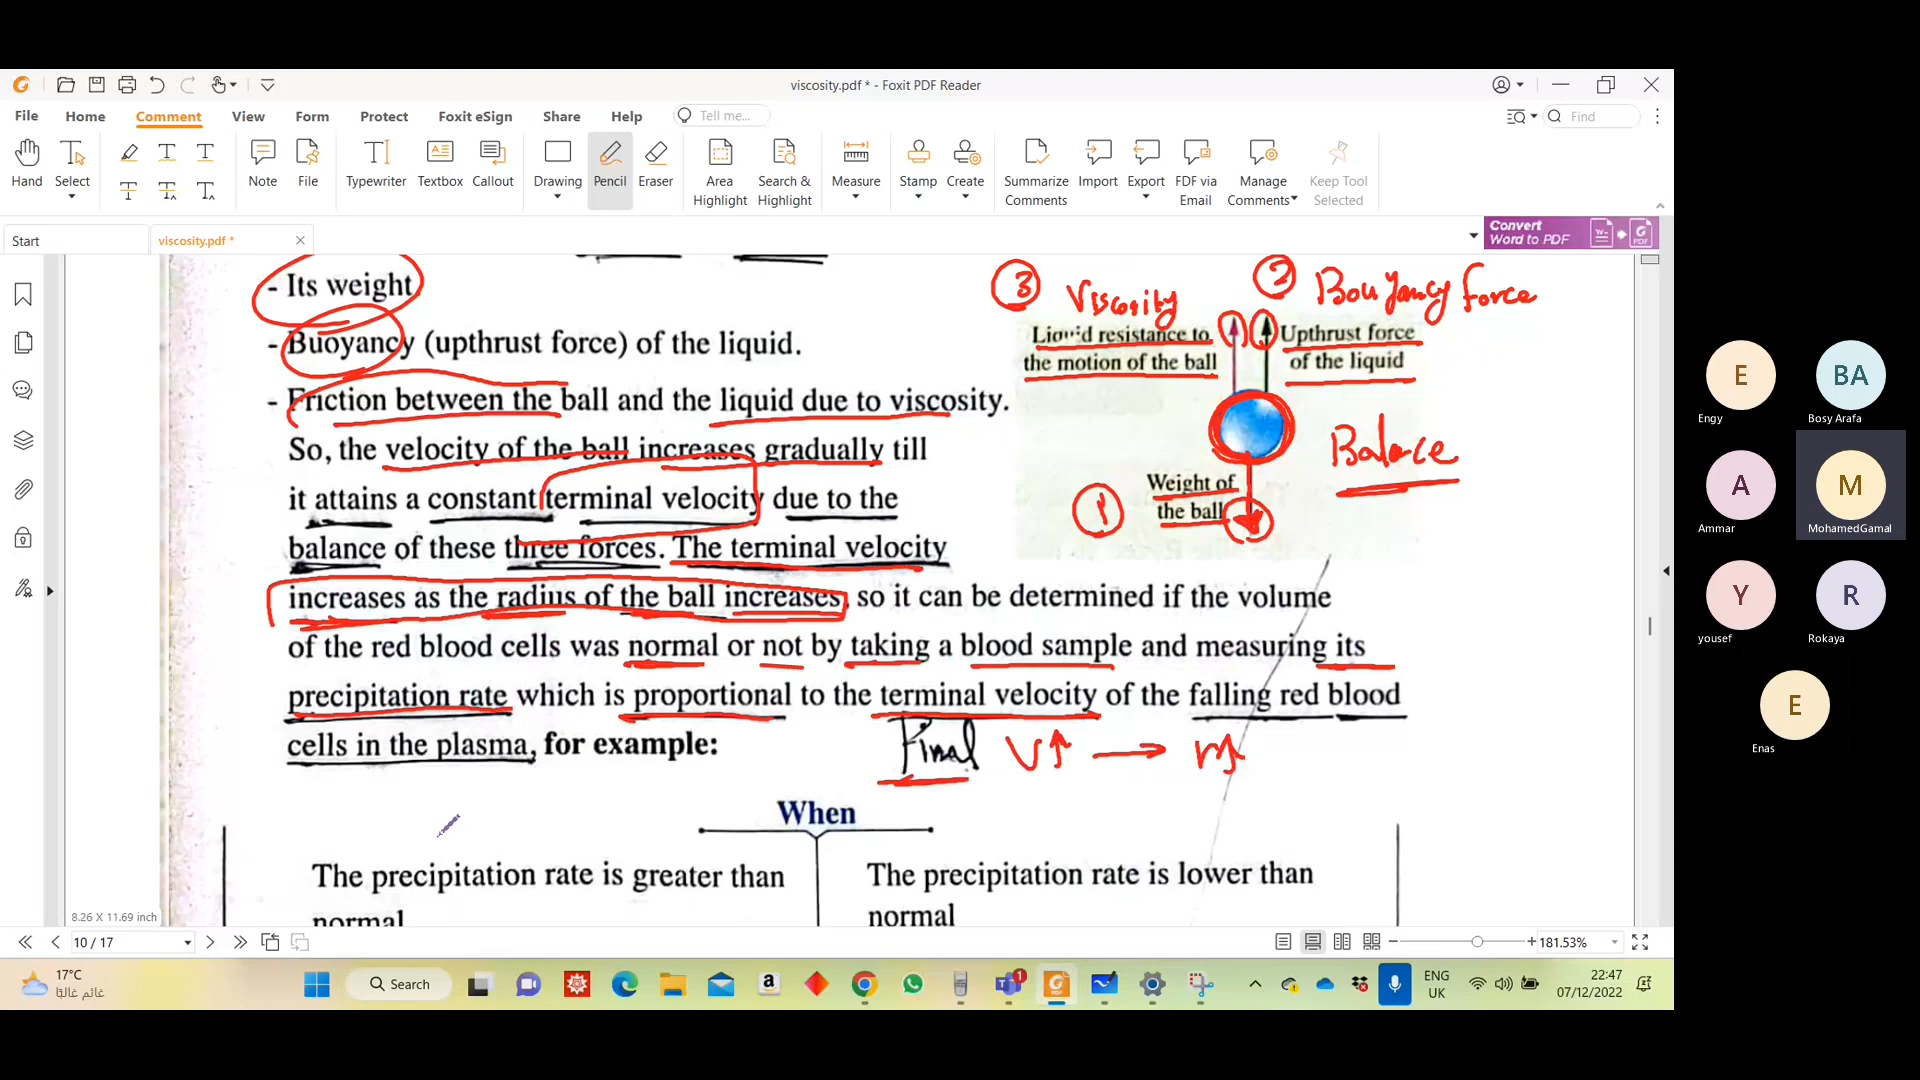 viscosity.pdf * - Foxit PDF Reader
File Home Comment View Form Protect Foxit eSign Share Help Tell me... Find
Hand Select Note File Typewriter Textbox Callout Drawing Pencil Eraser Area Highlight Search & Highlight Measure Stamp Create Summarize Comments Import Export FDF via Email Manage Comments Keep Tool Selected
Start viscosity.pdf * Convert Word to PDF
- Its weight
- Buoyancy (upthrust force) of the liquid.
- Friction between the ball and the liquid due to viscosity.
So, the velocity of the ball increases gradually till
it attains a constant terminal velocity due to the
balance of these three forces. The terminal velocity
increases as the radius of the ball increases, so it can be determined if the volume
of the red blood cells was normal or not by taking a blood sample and measuring its
precipitation rate which is proportional to the terminal velocity of the falling red blood
cells in the plasma, for example:
3 Viscosity
2 Bouyancy force
Liquid resistance to
the motion of the ball
Upthrust force
of the liquid
Balance
1
Weight of
the ball
Final V↑ → r↑
When
The precipitation rate is greater than
normal
The precipitation rate is lower than
normal
8.26 X 11.69 inch
10 / 17
181.53%
E
Engy
BA
Bosy Arafa
A
Ammar
M
MohamedGamal
Y
yousef
R
Rokaya
E
Enas
17°C
غائم غالبًا
Search
a
1
ENG
UK
22:47
07/12/2022